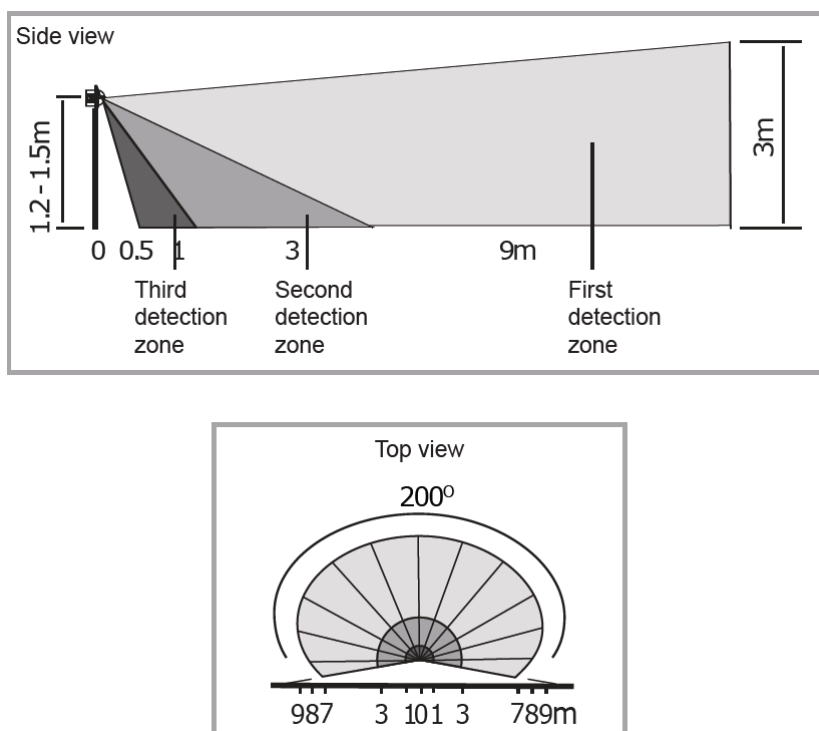 Side view
1.2 - 1.5m
3m
0 0.5 1 3 9m
Third
detection
zone
Second
detection
zone
First
detection
zone
Top view
200º
987 3 101 3 789m